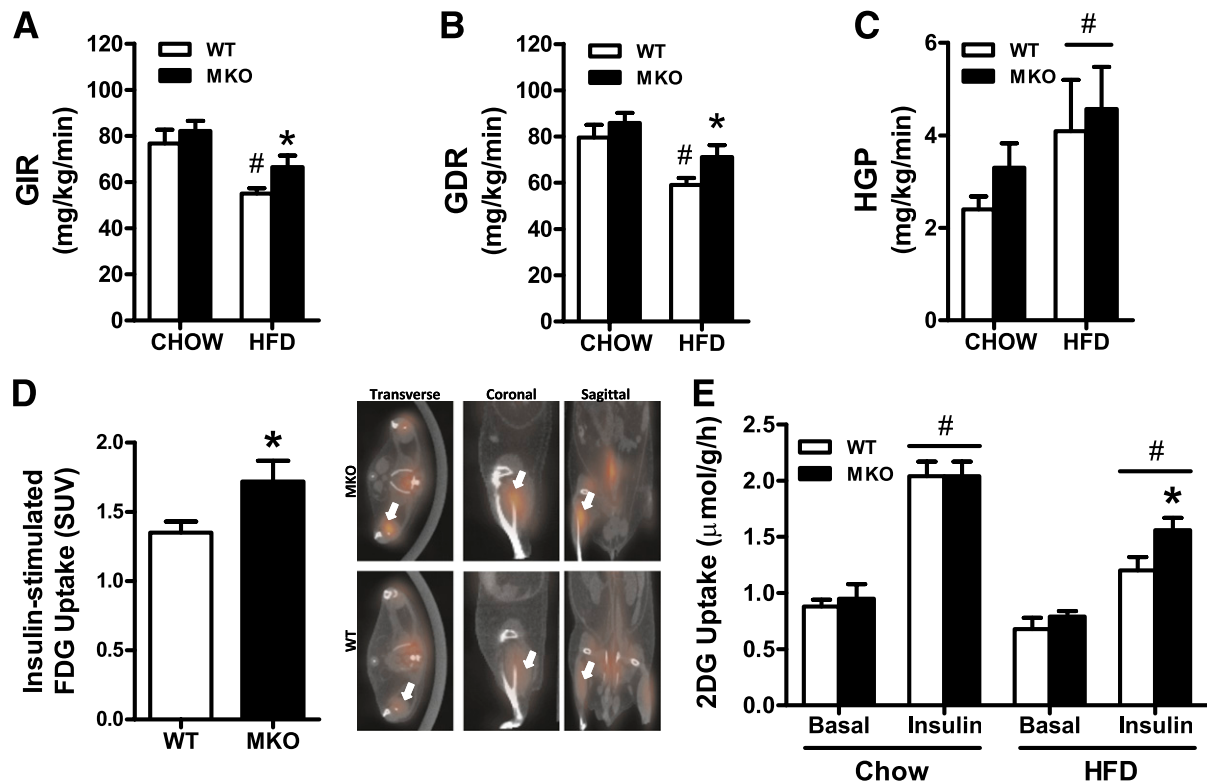 A
GIR
(mg/kg/min)
120
100
80
60
40
20
0
WT
MKO
#
*
CHOW HFD
B
GDR
(mg/kg/min)
120
100
80
60
40
20
0
WT
MKO
#
*
CHOW HFD
C
HGP
(mg/kg/min)
6
4
2
0
WT
MKO
#
CHOW HFD
D
Insulin-stimulated
FDG Uptake (SUV)
2.0
1.5
1.0
0.5
0.0
*
WT MKO
Transverse Coronal Sagittal
MKO
WT
E
2DG Uptake (μmol/g/h)
2.5
2.0
1.5
1.0
0.5
0.0
WT
MKO
#
#
*
Basal Insulin Basal Insulin
Chow HFD